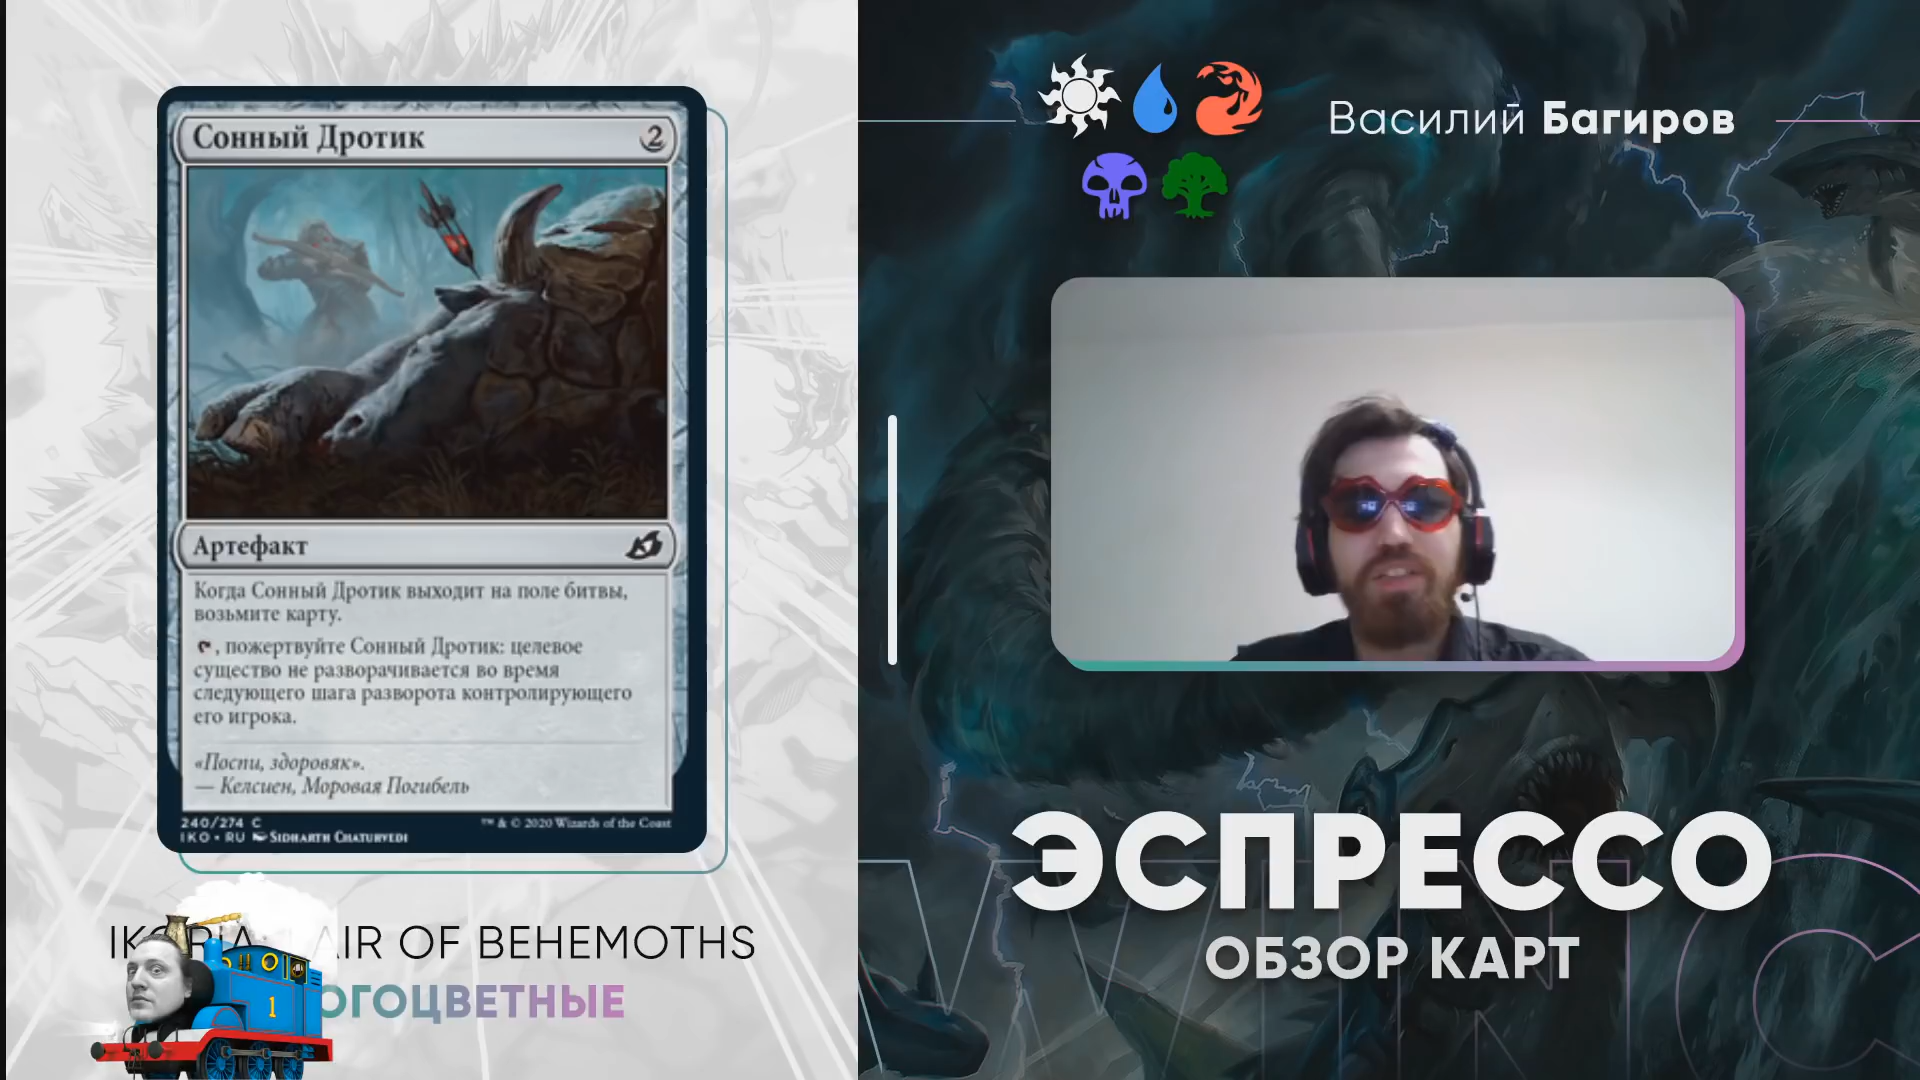 Сонный Дротик
2
Артефакт
Когда Сонный Дротик выходит на поле битвы,
возьмите карту.
, пожертвуйте Сонный Дротик: целевое
существо не разворачивается во время
следующего шага разворота контролирующего
его игрока.
«Поспи, здоровяк».
— Келсиен, Моровая Погибель
240/274 C
IKO • RU SIDHARTH CHATURVEDI
™ & © 2020 Wizards of the Coast
AIR OF BEHEMOTHS
ОГОЦВЕТНЫЕ
1
Василий Багиров
ЭСПРЕССО
ОБЗОР КАРТ